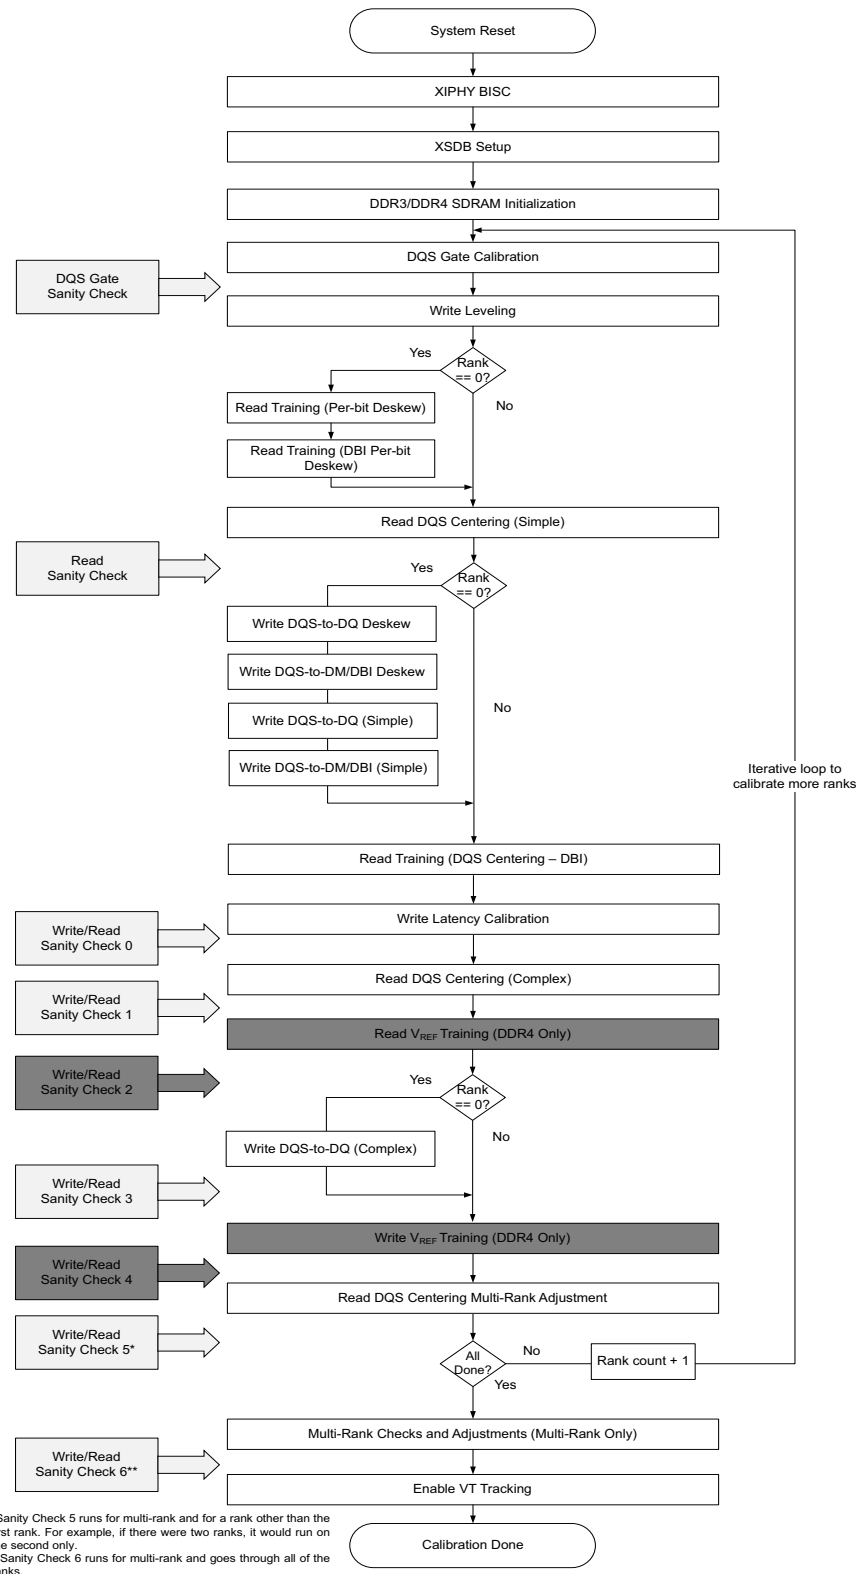 System Reset
XIPHY BISC
XSDB Setup
DDR3/DDR4 SDRAM Initialization
DQS Gate Calibration
DQS Gate
Sanity Check
Write Leveling
Yes
Rank
== 0?
No
Read Training (Per-bit Deskew)
Read Training (DBI Per-bit
Deskew)
Read DQS Centering (Simple)
Read
Sanity Check
Yes
Rank
== 0?
Write DQS-to-DQ Deskew
Write DQS-to-DM/DBI Deskew
No
Write DQS-to-DQ (Simple)
Write DQS-to-DM/DBI (Simple)
Iterative loop to
calibrate more ranks
Read Training (DQS Centering – DBI)
Write Latency Calibration
Write/Read
Sanity Check 0
Read DQS Centering (Complex)
Write/Read
Sanity Check 1
Read VREF Training (DDR4 Only)
Write/Read
Sanity Check 2
Yes
Rank
== 0?
No
Write DQS-to-DQ (Complex)
Write/Read
Sanity Check 3
Write VREF Training (DDR4 Only)
Write/Read
Sanity Check 4
Read DQS Centering Multi-Rank Adjustment
Write/Read
Sanity Check 5*
All
Done?
No
Rank count + 1
Yes
Multi-Rank Checks and Adjustments (Multi-Rank Only)
Write/Read
Sanity Check 6**
Enable VT Tracking
Sanity Check 5 runs for multi-rank and for a rank other than the
rank. For example, if there were two ranks, it would run on
second only.
Sanity Check 6 runs for multi-rank and goes through all of the
Calibration Done